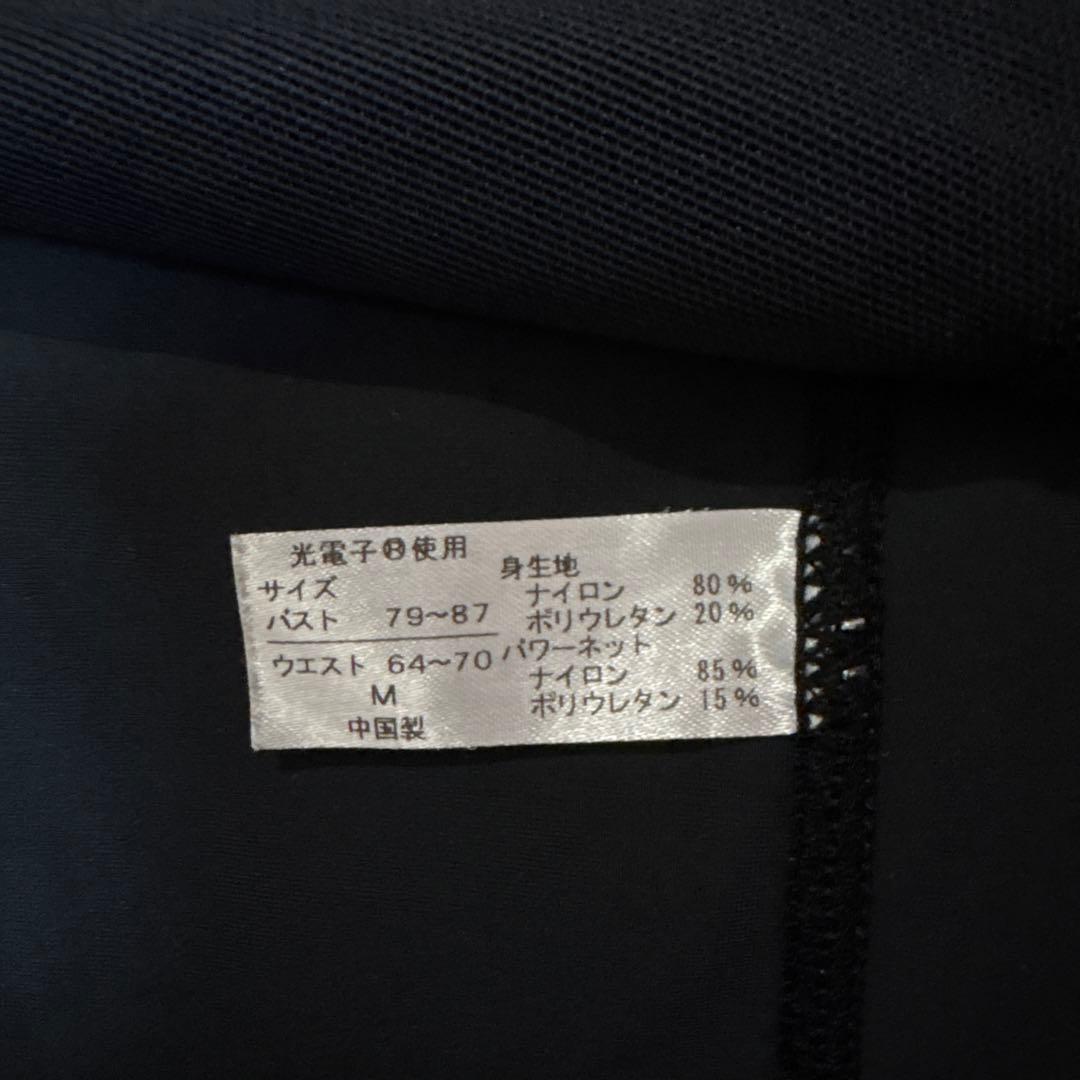 光電子®使用
サイズ
バスト 79〜87
ウエスト 64〜70
M
中国製
身生地
ナイロン 80%
ポリウレタン 20%
パワーネット
ナイロン 85%
ポリウレタン 15%